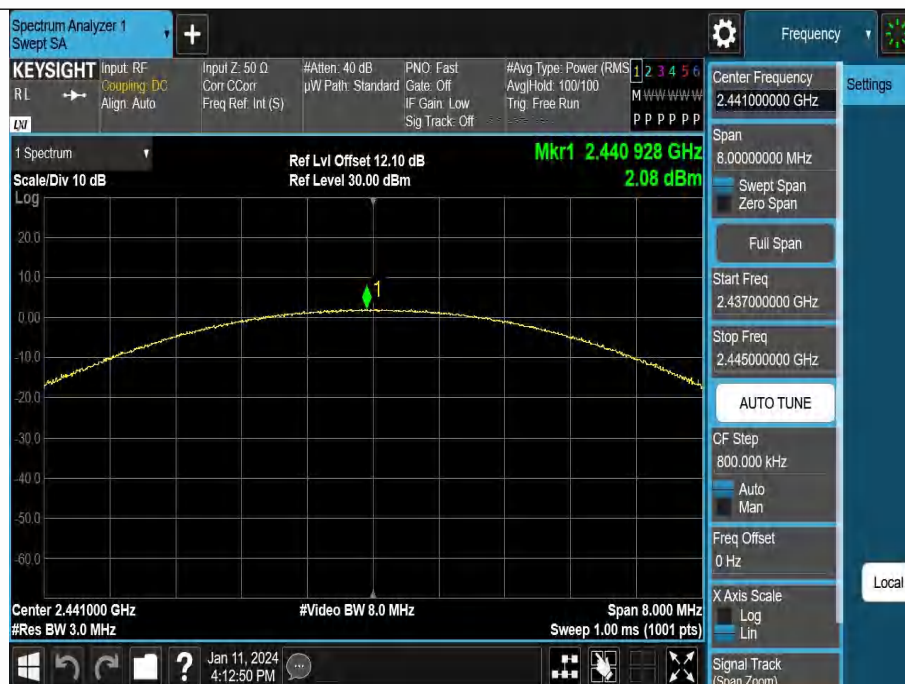 Spectrum Analyzer 1
Swept SA
Frequency
KEYSIGHT
RL
LXI
Input: RF
Coupling: DC
Align: Auto
Input Z: 50 Ω
Corr CCorr
Freq Ref: Int (S)
#Atten: 40 dB
µW Path: Standard
PNO: Fast
Gate: Off
IF Gain: Low
Sig Track: Off
#Avg Type: Power (RMS
Avg|Hold: 100/100
Trig: Free Run
1 2 3 4 5 6
M W W W W W
P P P P P P
1 Spectrum
Scale/Div 10 dB
Log
Ref Lvl Offset 12.10 dB
Ref Level 30.00 dBm
Mkr1 2.440 928 GHz
2.08 dBm
20.0
10.0
0.00
-10.0
-20.0
-30.0
-40.0
-50.0
-60.0
1
Center 2.441000 GHz
#Res BW 3.0 MHz
#Video BW 8.0 MHz
Span 8.000 MHz
Sweep 1.00 ms (1001 pts)
Center Frequency
2.441000000 GHz
Span
8.00000000 MHz
Swept Span
Zero Span
Full Span
Start Freq
2.437000000 GHz
Stop Freq
2.445000000 GHz
AUTO TUNE
CF Step
800.000 kHz
Auto
Man
Freq Offset
0 Hz
X Axis Scale
Log
Lin
Signal Track
(Span Zoom)
Settings
Local
?
Jan 11, 2024
4:12:50 PM